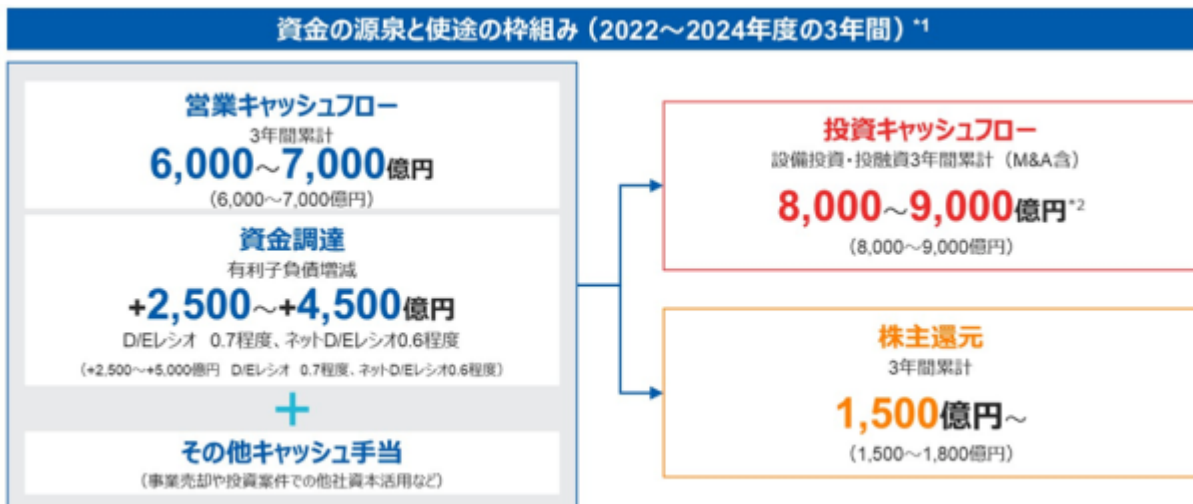 資金の源泉と使途の枠組み（2022～2024年度の3年間）*1
営業キャッシュフロー
3年間累計
6,000～7,000億円
（6,000～7,000億円）
資金調達
有利子負債増減
+2,500～+4,500億円
D/Eレシオ 0.7程度、ネットD/Eレシオ0.6程度
（+2,500～+5,000億円 D/Eレシオ 0.7程度、ネットD/Eレシオ0.6程度）
+
その他キャッシュ手当
（事業売却や投資案件での他社資本活用など）
投資キャッシュフロー
設備投資・投融資3年間累計（M&A含）
8,000～9,000億円*2
（8,000～9,000億円）
株主還元
3年間累計
1,500億円～
（1,500～1,800億円）